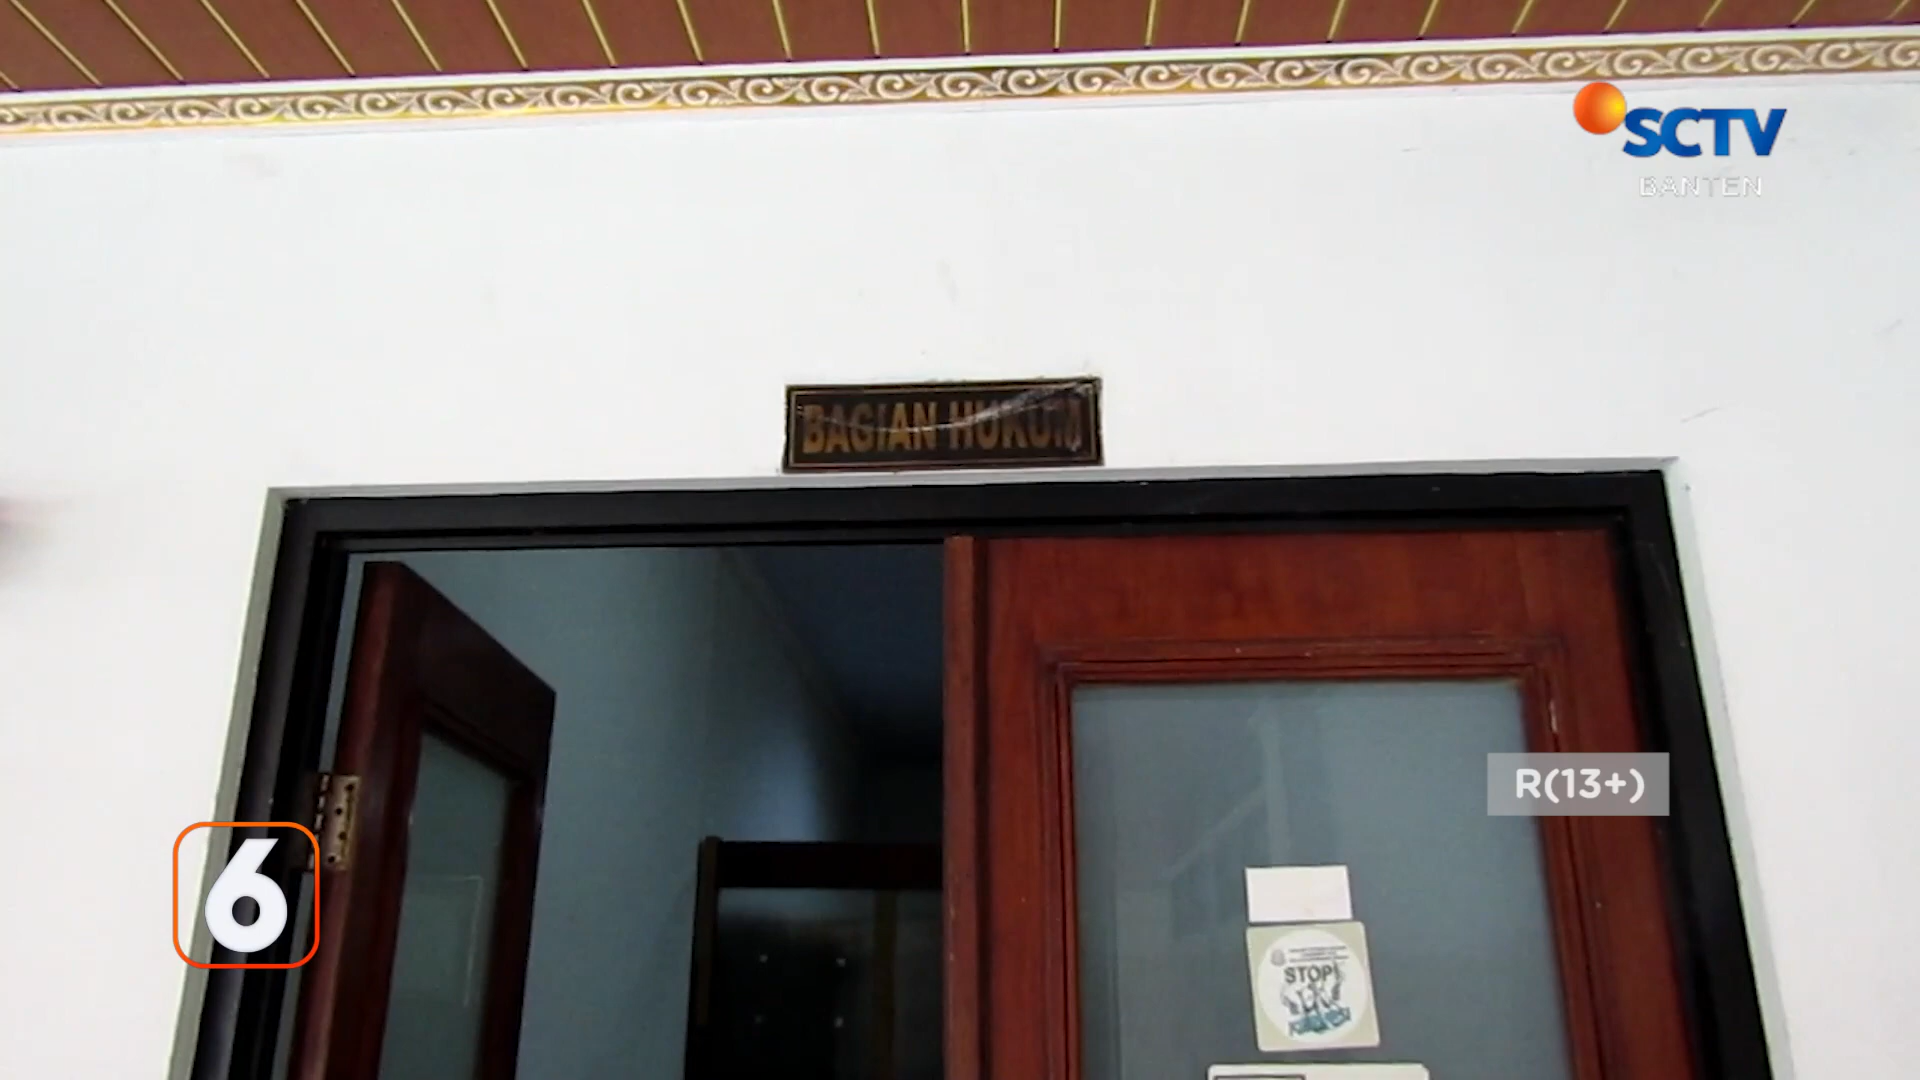 SCTV
BANTEN
BAGIAN HUKUM
R(13+)
6
STOP!